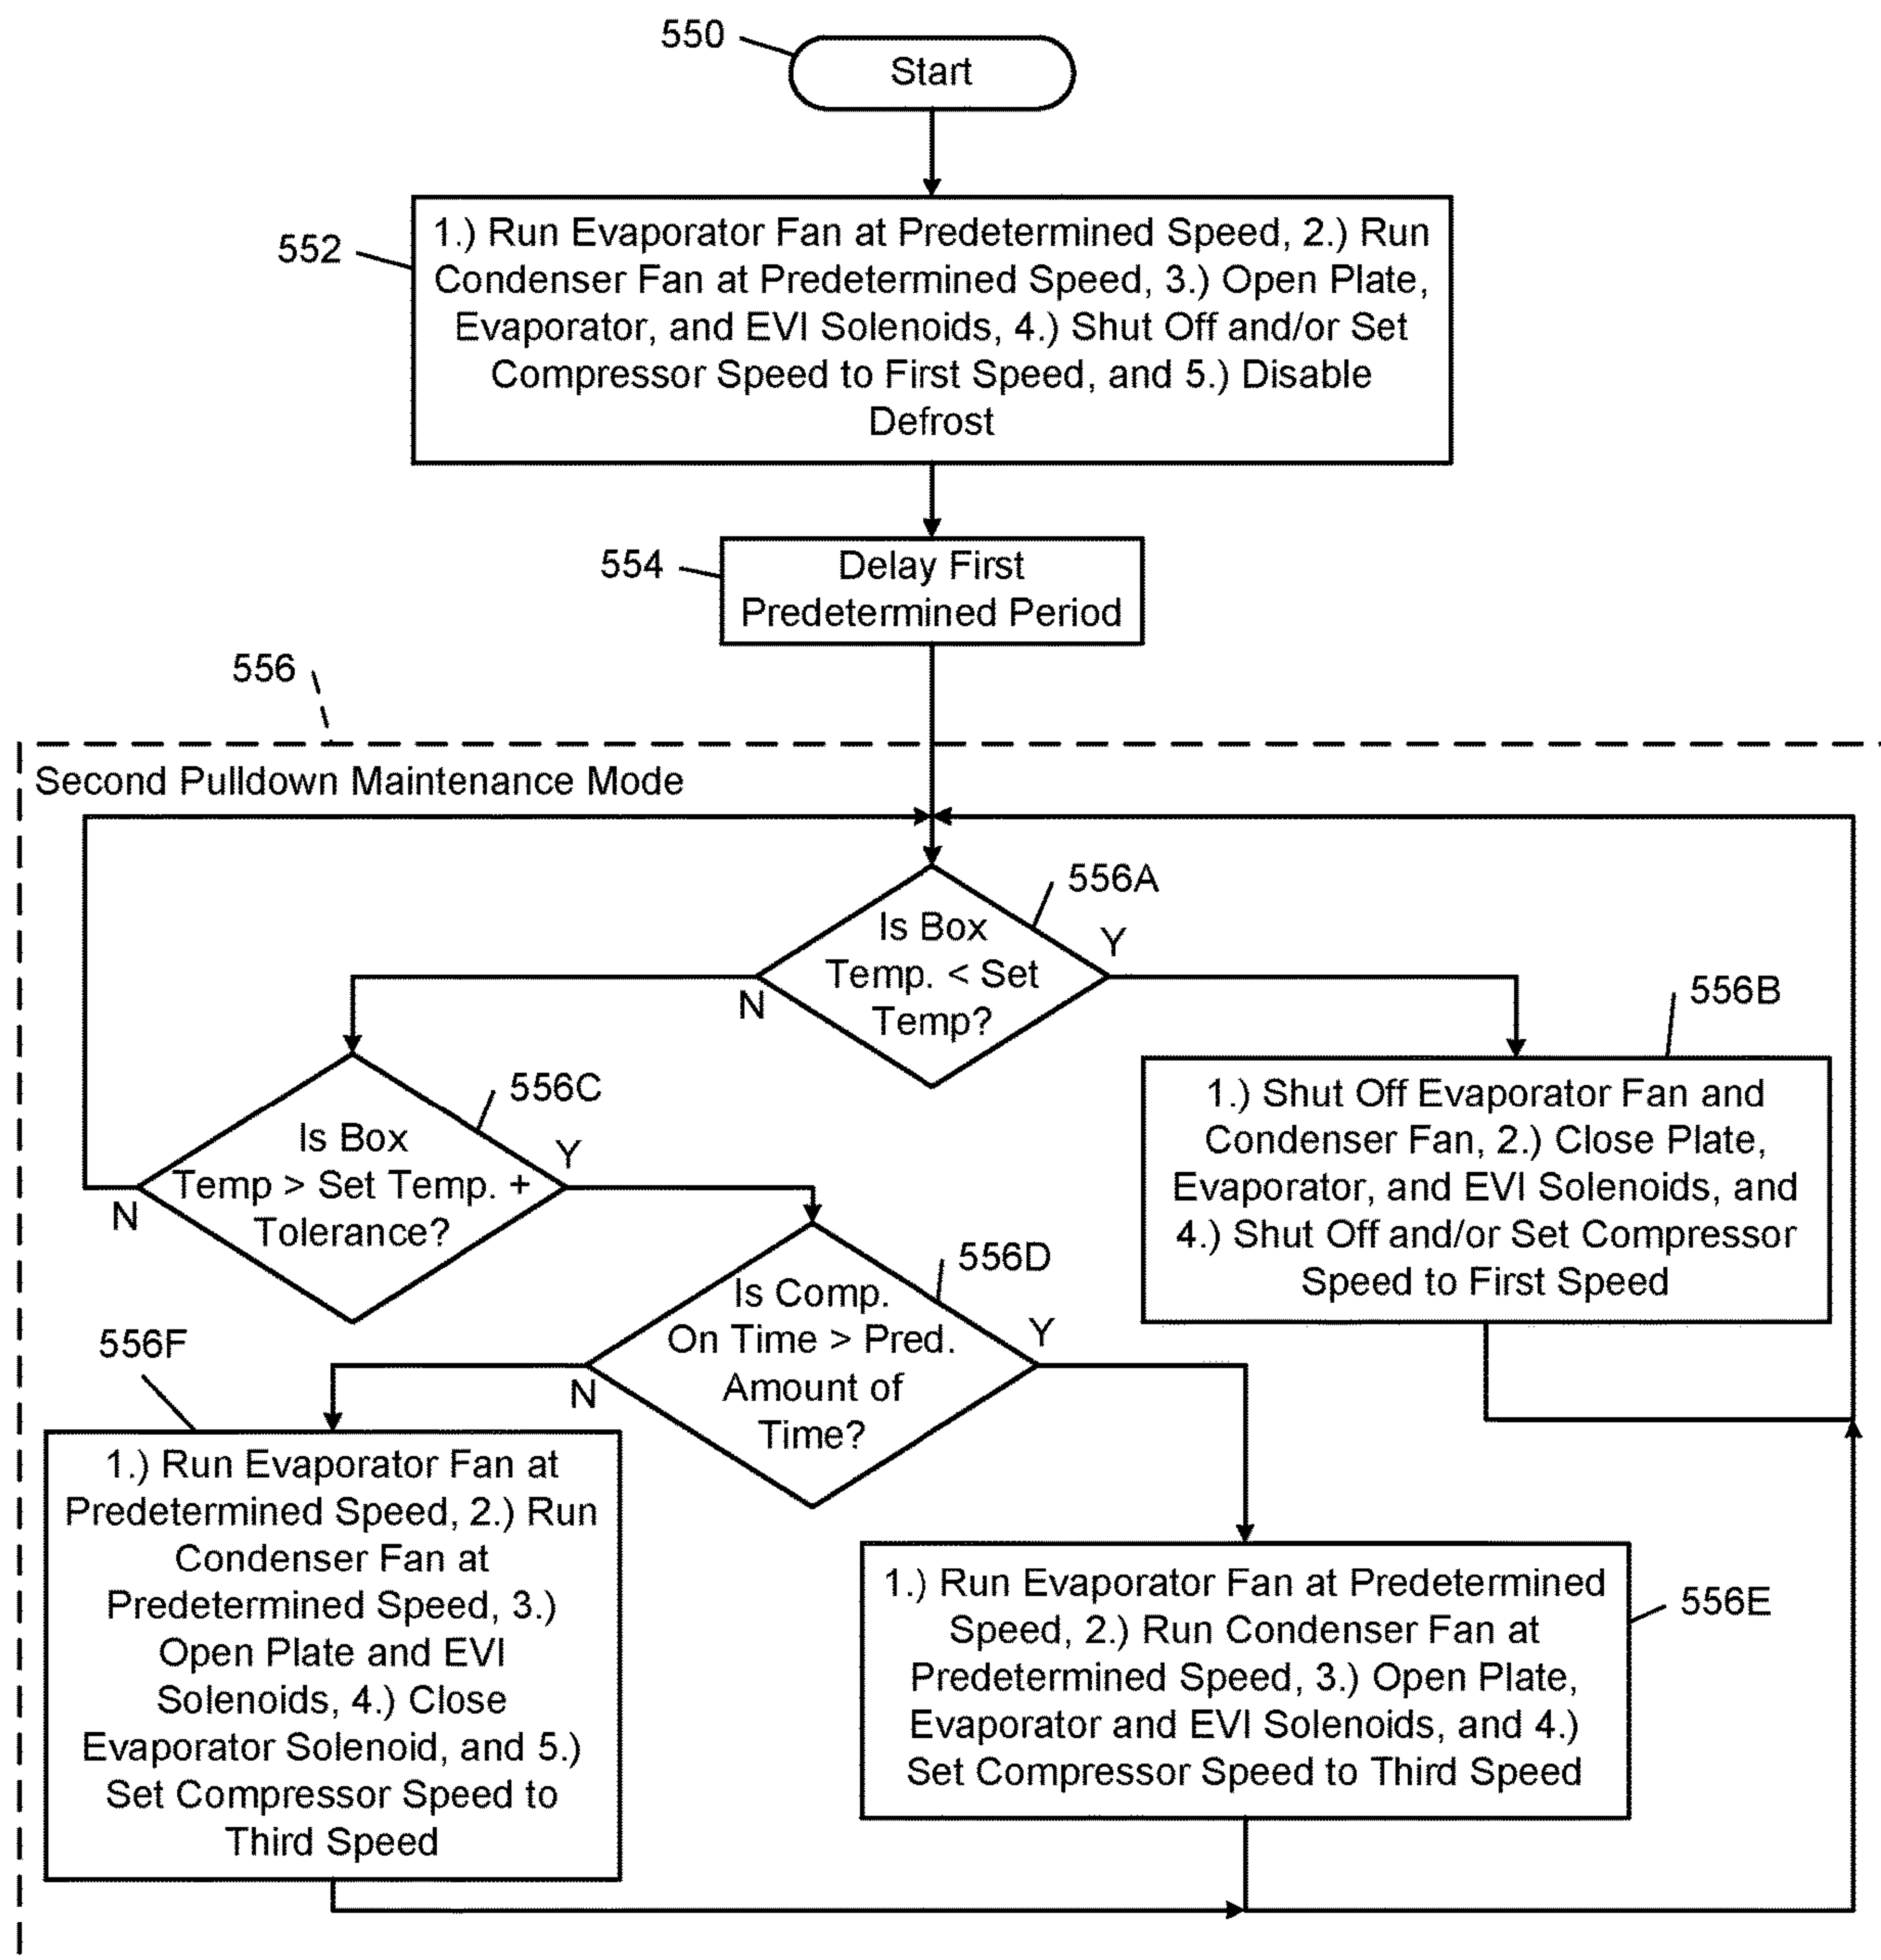 550
Start
552
1.) Run Evaporator Fan at Predetermined Speed, 2.) Run
Condenser Fan at Predetermined Speed, 3.) Open Plate,
Evaporator, and EVI Solenoids, 4.) Shut Off and/or Set
Compressor Speed to First Speed, and 5.) Disable
Defrost
554
Delay First
Predetermined Period
556
Second Pulldown Maintenance Mode
556A
Is Box
Temp. < Set
Temp?
Y
N
556B
1.) Shut Off Evaporator Fan and
Condenser Fan, 2.) Close Plate,
Evaporator, and EVI Solenoids, and
4.) Shut Off and/or Set Compressor
Speed to First Speed
556C
Is Box
Temp > Set Temp. +
Tolerance?
Y
N
556D
Is Comp.
On Time > Pred.
Amount of
Time?
Y
N
556F
1.) Run Evaporator Fan at
Predetermined Speed, 2.) Run
Condenser Fan at
Predetermined Speed, 3.)
Open Plate and EVI
Solenoids, 4.) Close
Evaporator Solenoid, and 5.)
Set Compressor Speed to
Third Speed
556E
1.) Run Evaporator Fan at Predetermined
Speed, 2.) Run Condenser Fan at
Predetermined Speed, 3.) Open Plate,
Evaporator and EVI Solenoids, and 4.)
Set Compressor Speed to Third Speed